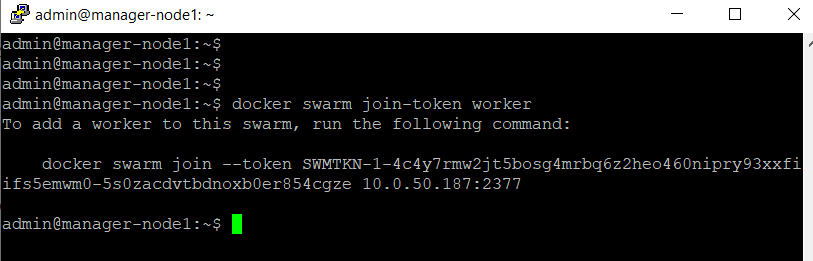 admin@manager-node1: ~
admin@manager-node1:~$
admin@manager-node1:~$
admin@manager-node1:~$
admin@manager-node1:~$ docker swarm join-token worker
To add a worker to this swarm, run the following command:
docker swarm join --token SWMTKN-1-4c4y7rmw2jt5bosg4mrbq6z2heo460nipry93xxfi
ifs5emwm0-5s0zacdvtbdnoxb0er854cgze 10.0.50.187:2377
admin@manager-node1:~$